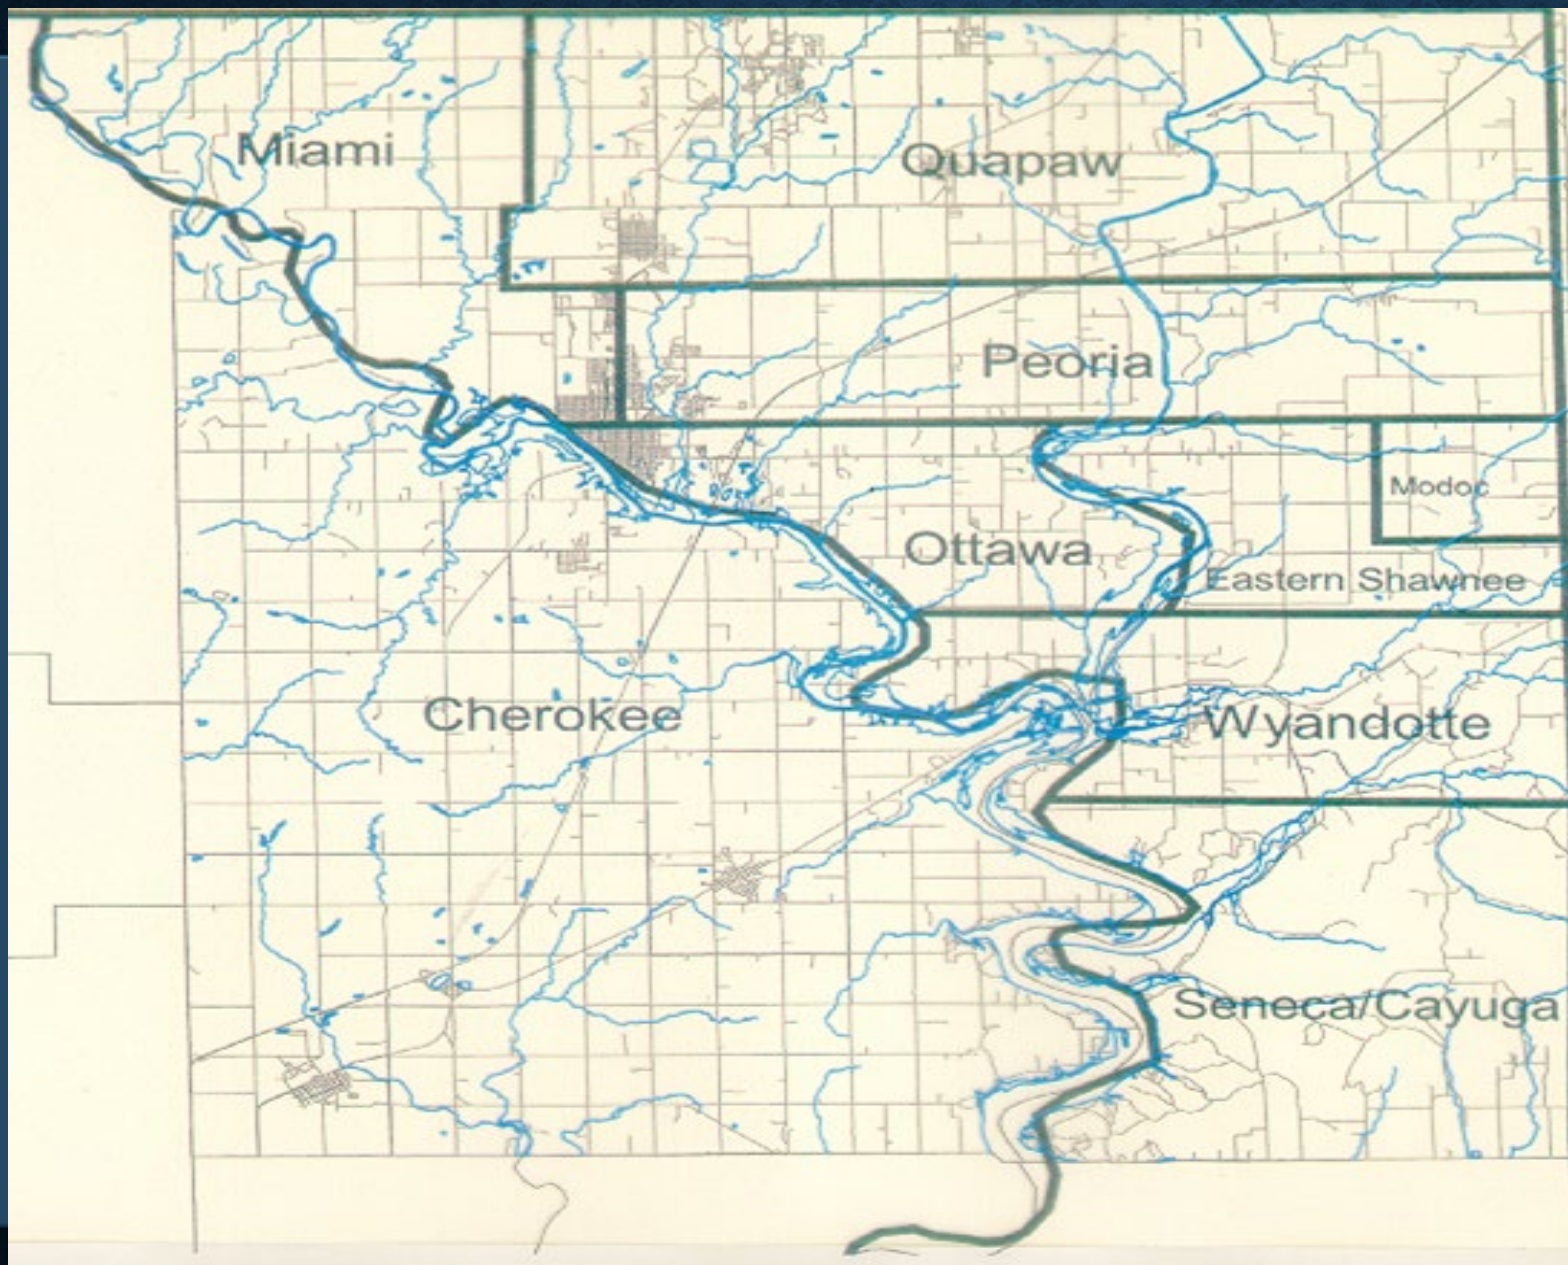 Miami
Quapaw
Peoria
Modoc
Ottawa
Eastern Shawnee
Cherokee
Wyandotte
Seneca/Cayuga